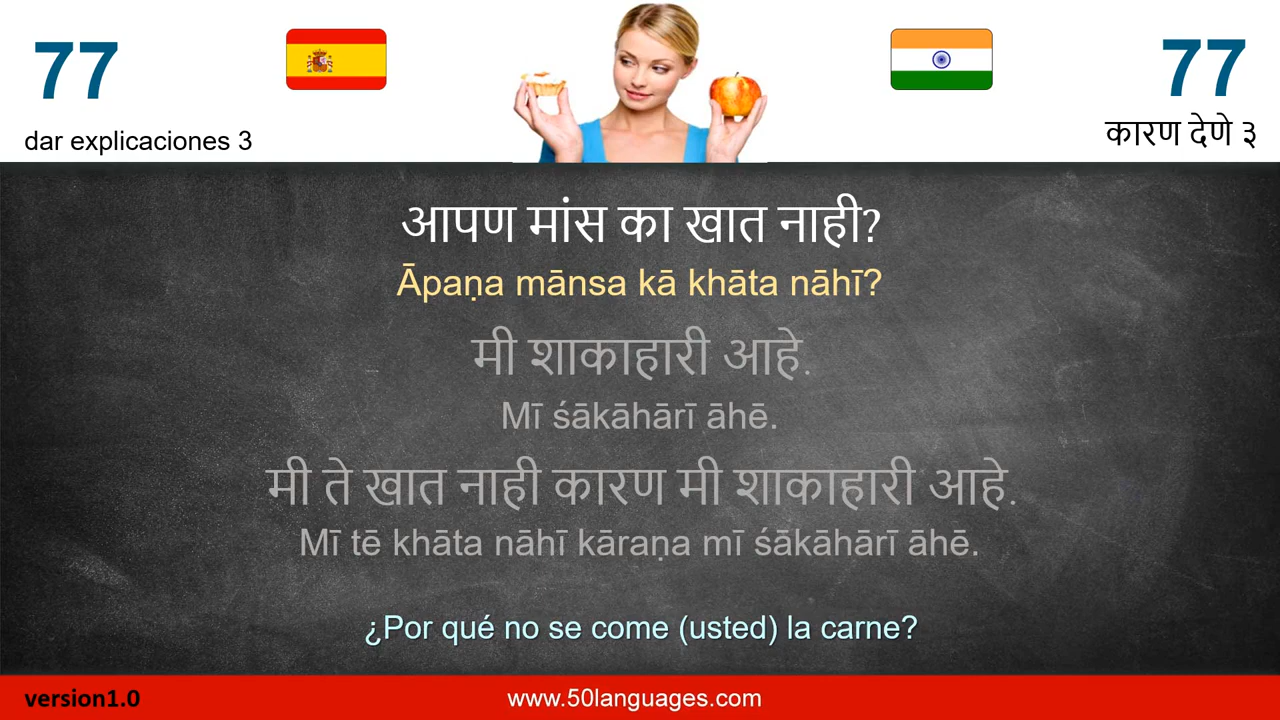 77
77
dar explicaciones 3
कारण देणे ३
आपण मांस का खात नाही?
Āpaṇa mānsa kā khāta nāhī?
मी शाकाहारी आहे.
Mī śākāhārī āhē.
मी ते खात नाही कारण मी शाकाहारी आहे.
Mī tē khāta nāhī kāraṇa mī śākāhārī āhē.
¿Por qué no se come (usted) la carne?
version1.0
www.50languages.com